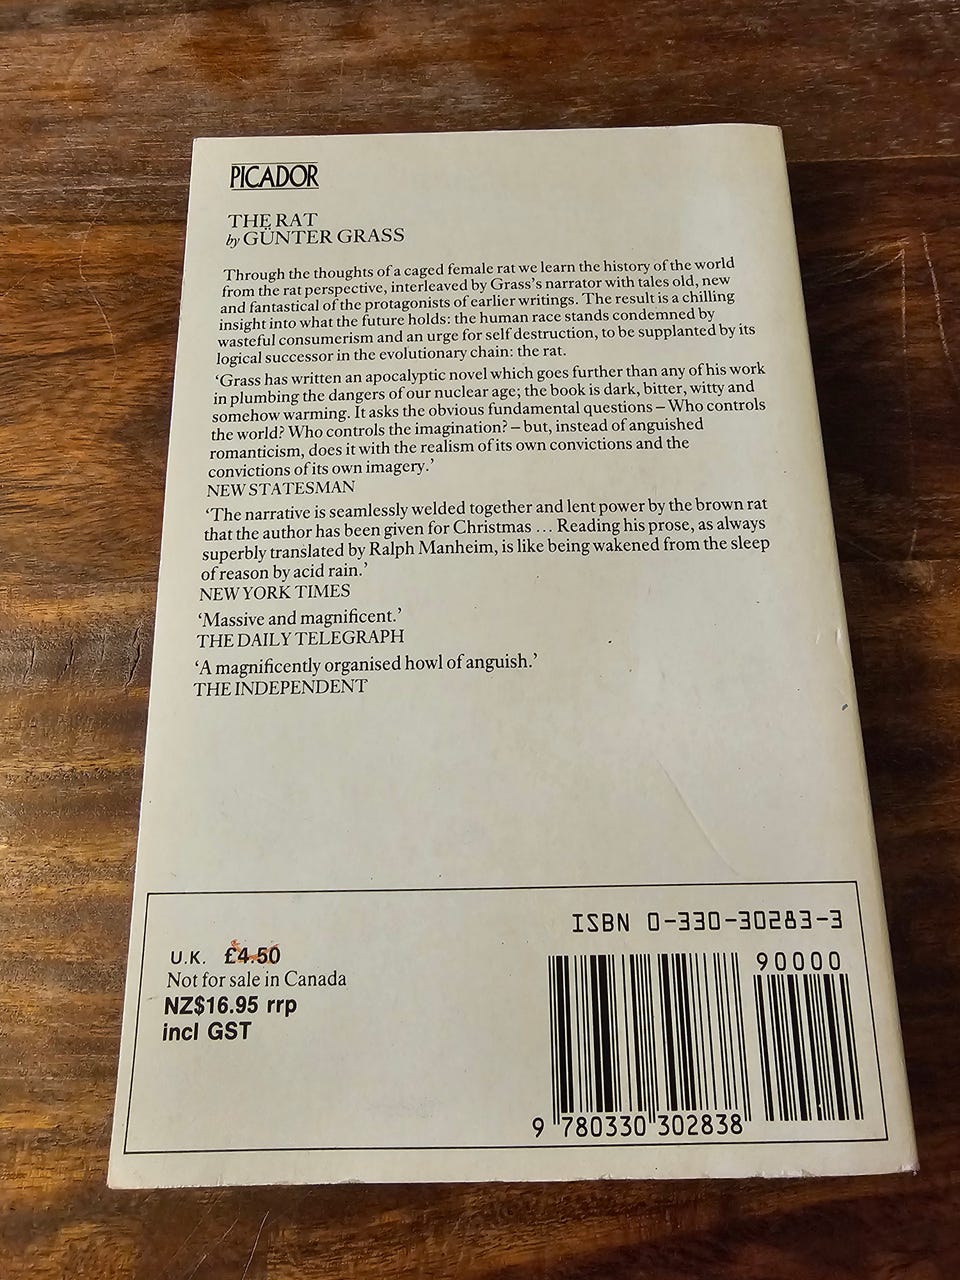 PICADOR
THE RAT
by GÜNTER GRASS
Through the thoughts of a caged female rat we learn the history of the world
from the rat perspective, interleaved by Grass's narrator with tales old, new
and fantastical of the protagonists of earlier writings. The result is a chilling
insight into what the future holds: the human race stands condemned by
wasteful consumerism and an urge for self destruction, to be supplanted by its
logical successor in the evolutionary chain: the rat.
‘Grass has written an apocalyptic novel which goes further than any of his work
in plumbing the dangers of our nuclear age; the book is dark, bitter, witty and
somehow warming. It asks the obvious fundamental questions – Who controls
the world? Who controls the imagination? – but, instead of anguished
romanticism, does it with the realism of its own convictions and the
convictions of its own imagery.’
NEW STATESMAN
‘The narrative is seamlessly welded together and lent power by the brown rat
that the author has been given for Christmas ... Reading his prose, as always
superbly translated by Ralph Manheim, is like being wakened from the sleep
of reason by acid rain.’
NEW YORK TIMES
‘Massive and magnificent.’
THE DAILY TELEGRAPH
‘A magnificently organised howl of anguish.’
THE INDEPENDENT
U.K. £4.50
Not for sale in Canada
NZ$16.95 rrp
incl GST
ISBN 0-330-30283-3
90000
9 780330 302838